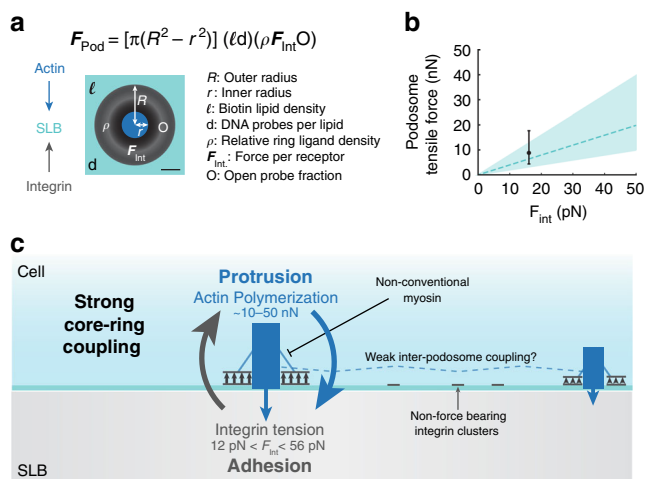 a
F_Pod = [π(R² – r²)] (ℓd)(ρF_IntO)
Actin
SLB
Integrin
ℓ
R
r
ρ
O
F_Int
d
R: Outer radius
r: Inner radius
ℓ: Biotin lipid density
d: DNA probes per lipid
ρ: Relative ring ligand density
F_Int: Force per receptor
O: Open probe fraction
b
Podosome
tensile force (nN)
50
40
30
20
10
0
0 10 20 30 40 50
F_int (pN)
c
Cell
Strong
core-ring
coupling
Protrusion
Actin Polymerization
~10–50 nN
Non-conventional
myosin
Weak inter-podosome coupling?
Non-force bearing
integrin clusters
Integrin tension
12 pN < F_Int < 56 pN
Adhesion
SLB